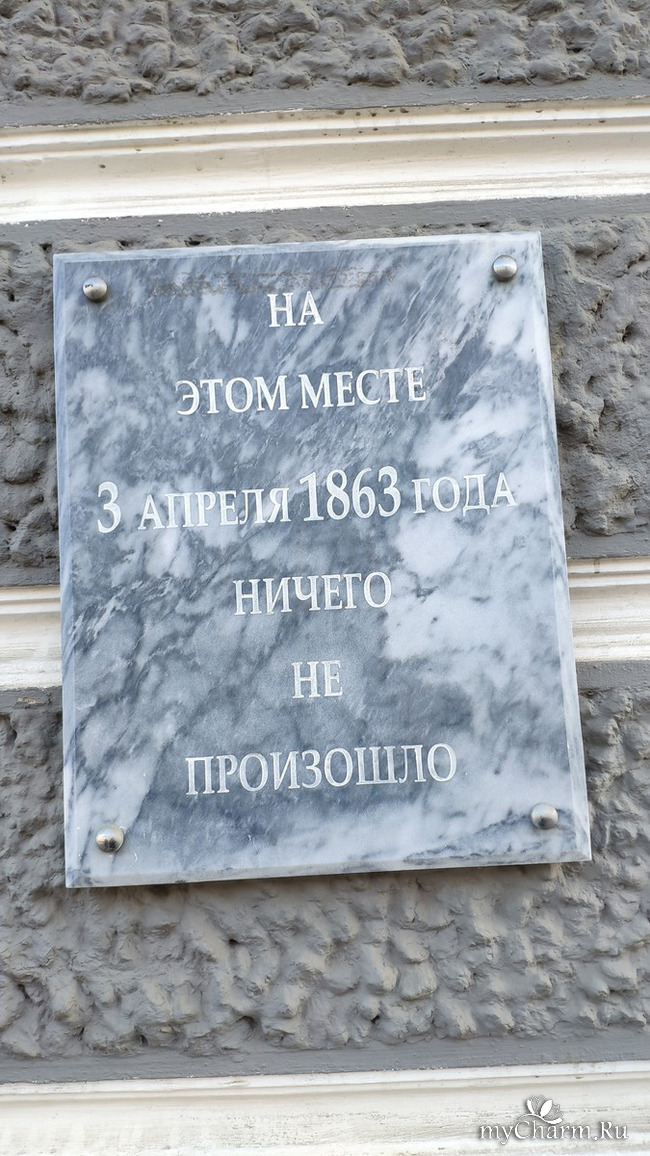 НА
ЭТОМ МЕСТЕ
3 АПРЕЛЯ 1863 ГОДА
НИЧЕГО
НЕ
ПРОИЗОШЛО
myCharm.Ru